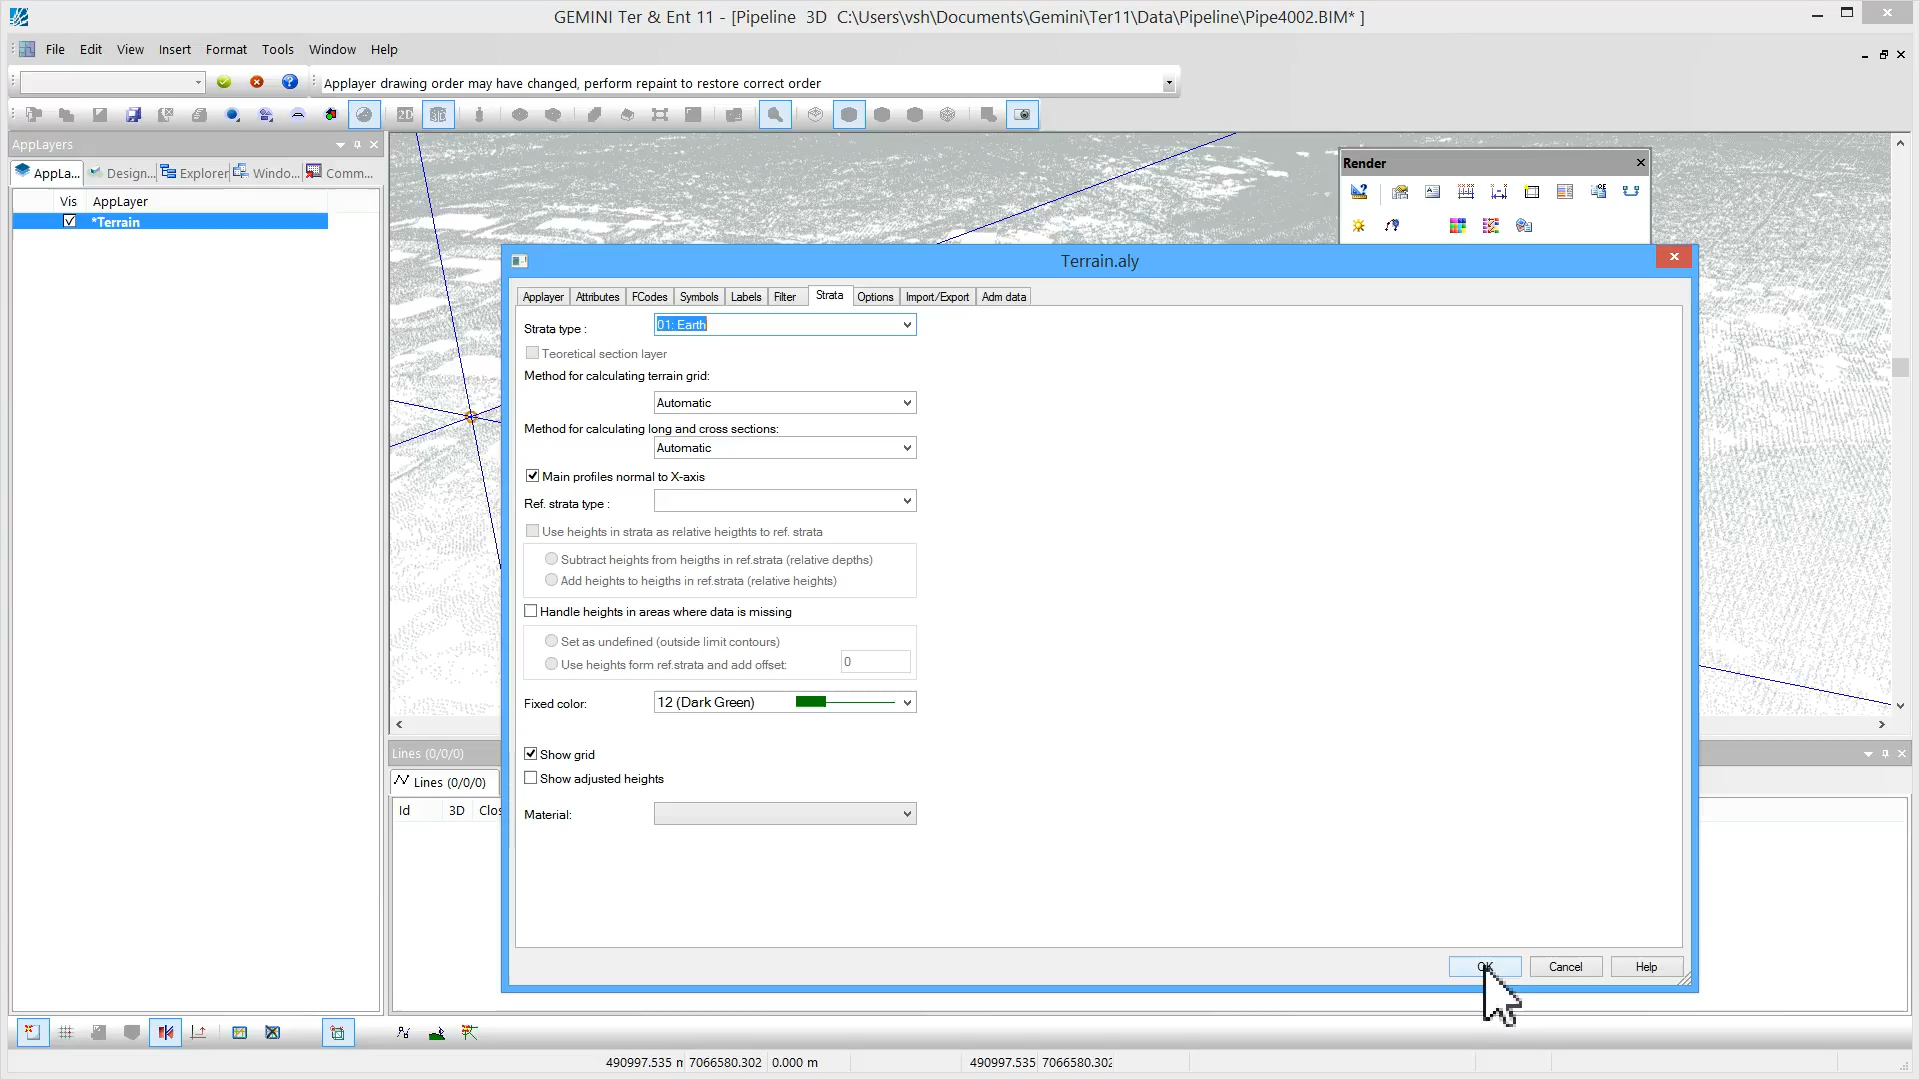 GEMINI Ter & Ent 11 - [Pipeline 3D C:\Users\vsh\Documents\Gemini\Ter11\Data\Pipeline\Pipe4002.BIM* ]
File Edit View Insert Format Tools Window Help
Applayer drawing order may have changed, perform repaint to restore correct order
2D 3D
AppLayers
AppLa... Design... Explorer Windo... Comm...
Vis AppLayer
*Terrain
Render
Terrain.aly
Applayer Attributes FCodes Symbols Labels Filter Strata Options Import/Export Adm data
Strata type : 01: Earth
Teoretical section layer
Method for calculating terrain grid:
Automatic
Method for calculating long and cross sections:
Automatic
Main profiles normal to X-axis
Ref. strata type :
Use heights in strata as relative heigthts to ref. strata
Subtract heights from heigths in ref.strata (relative depths)
Add heights to heigths in ref.strata (relative heights)
Handle heights in areas where data is missing
Set as undefined (outside limit contours)
Use heights form ref.strata and add offset: 0
Fixed color: 12 (Dark Green)
Show grid
Show adjusted heights
Material:
OK Cancel Help
Lines (0/0/0)
Lines (0/0/0)
Id 3D Clos
490997.535 m 7066580.302 0.000 m 490997.535 7066580.302